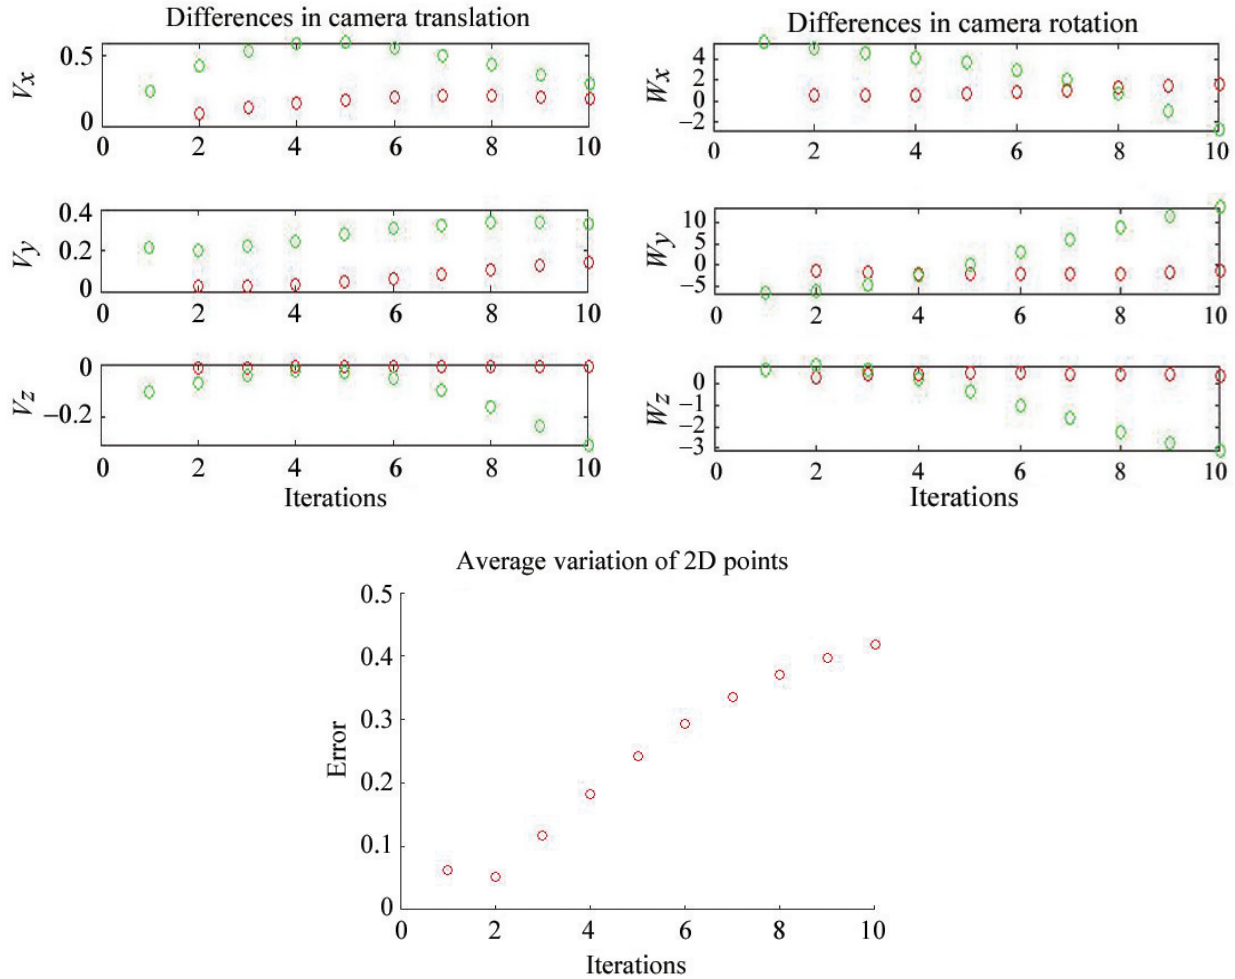 Differences in camera translation
Vx
0.5
0
0 2 4 6 8 10
Vy
0.4
0.2
0
0 2 4 6 8 10
Vz
0
−0.2
0 2 4 6 8 10
Iterations
Differences in camera rotation
Wx
4
2
0
−2
0 2 4 6 8 10
Wy
10
5
0
−5
0 2 4 6 8 10
Wz
0
−1
−2
−3
0 2 4 6 8 10
Iterations
Average variation of 2D points
Error
0.5
0.4
0.3
0.2
0.1
0
0 2 4 6 8 10
Iterations